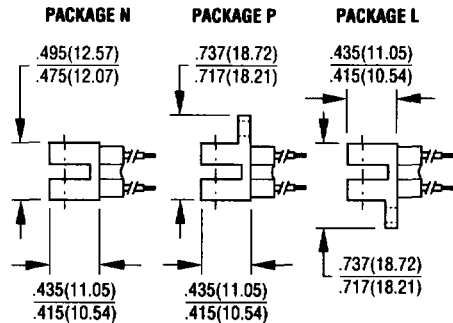 PACKAGE N PACKAGE P PACKAGE L
.495(12.57) .737(18.72) .435(11.05)
.475(12.07) .717(18.21) .415(10.54)
.737(18.72)
.717(18.21)
.435(11.05) .435(11.05)
.415(10.54) .415(10.54)